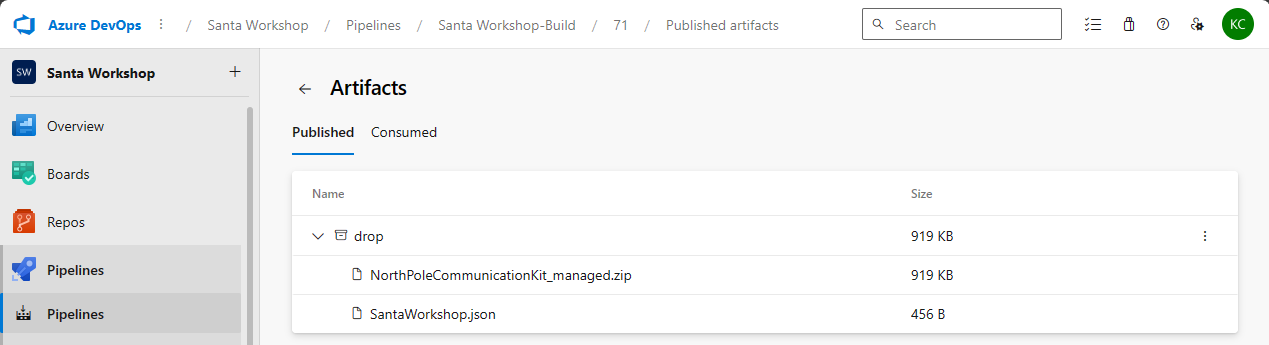 Azure DevOps / Santa Workshop / Pipelines / Santa Workshop-Build / 71 / Published artifacts
Search
KC
SW Santa Workshop +
Overview
Boards
Repos
Pipelines
Pipelines
Artifacts
Published Consumed
Name Size
drop 919 KB
NorthPoleCommunicationKit_managed.zip 919 KB
SantaWorkshop.json 456 B